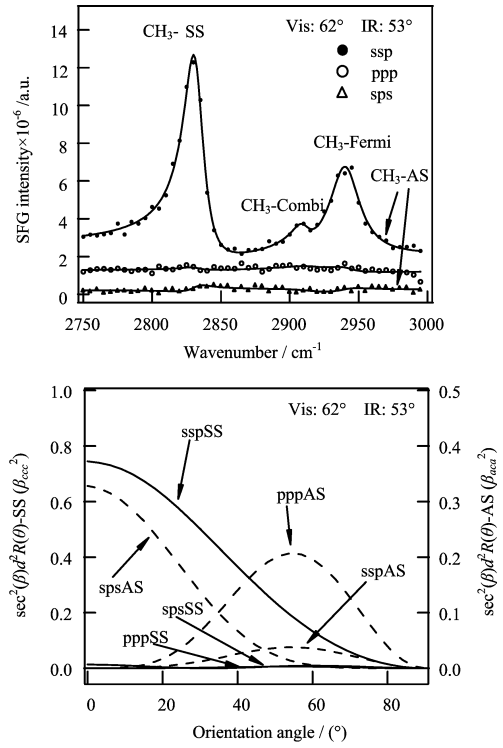 CH₃- SS
Vis: 62° IR: 53°
ssp
ppp
sps
CH₃-Fermi
CH₃-AS
CH₃-Combi
SFG intensity×10⁻⁶ /a.u.
14
12
10
8
6
4
2
0
2750 2800 2850 2900 2950 3000
Wavenumber / cm⁻¹
Vis: 62° IR: 53°
sspSS
pppAS
spsAS
sspAS
spsSS
pppSS
sec²(β)d²R(θ)-SS (βccc²)
1.0
0.8
0.6
0.4
0.2
0.0
0.5
0.4
0.3
0.2
0.1
0.0
sec²(β)d²R(θ)-AS (βaca²)
0 20 40 60 80
Orientation angle / (°)